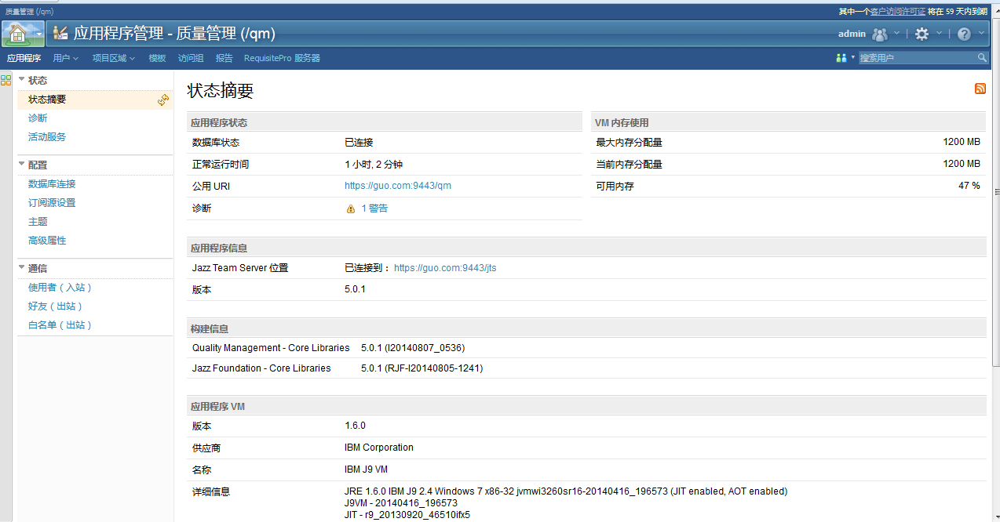 质量管理 (/qm)
其中一个客户访问许可证 将在 59 天内到期
应用程序管理 - 质量管理 (/qm)
admin
应用程序 用户 项目区域 模板 访问组 报告 RequisitePro 服务器
搜索用户
状态
状态摘要
诊断
活动服务
配置
数据库连接
订阅源设置
主题
高级属性
通信
使用者（入站）
好友（出站）
白名单（出站）
状态摘要
应用程序状态
数据库状态 已连接
正常运行时间 1 小时, 2 分钟
公用 URI https://guo.com:9443/qm
诊断 1 警告
VM 内存使用
最大内存分配量 1200 MB
当前内存分配量 1200 MB
可用内存 47 %
应用程序信息
Jazz Team Server 位置 已连接到： https://guo.com:9443/jts
版本 5.0.1
构建信息
Quality Management - Core Libraries 5.0.1 (I20140807_0536)
Jazz Foundation - Core Libraries 5.0.1 (RJF-I20140805-1241)
应用程序 VM
版本 1.6.0
供应商 IBM Corporation
名称 IBM J9 VM
详细信息 JRE 1.6.0 IBM J9 2.4 Windows 7 x86-32 jvmwi3260sr16-20140416_196573 (JIT enabled, AOT enabled)
J9VM - 20140416_196573
JIT - r9_20130920_46510ifx5